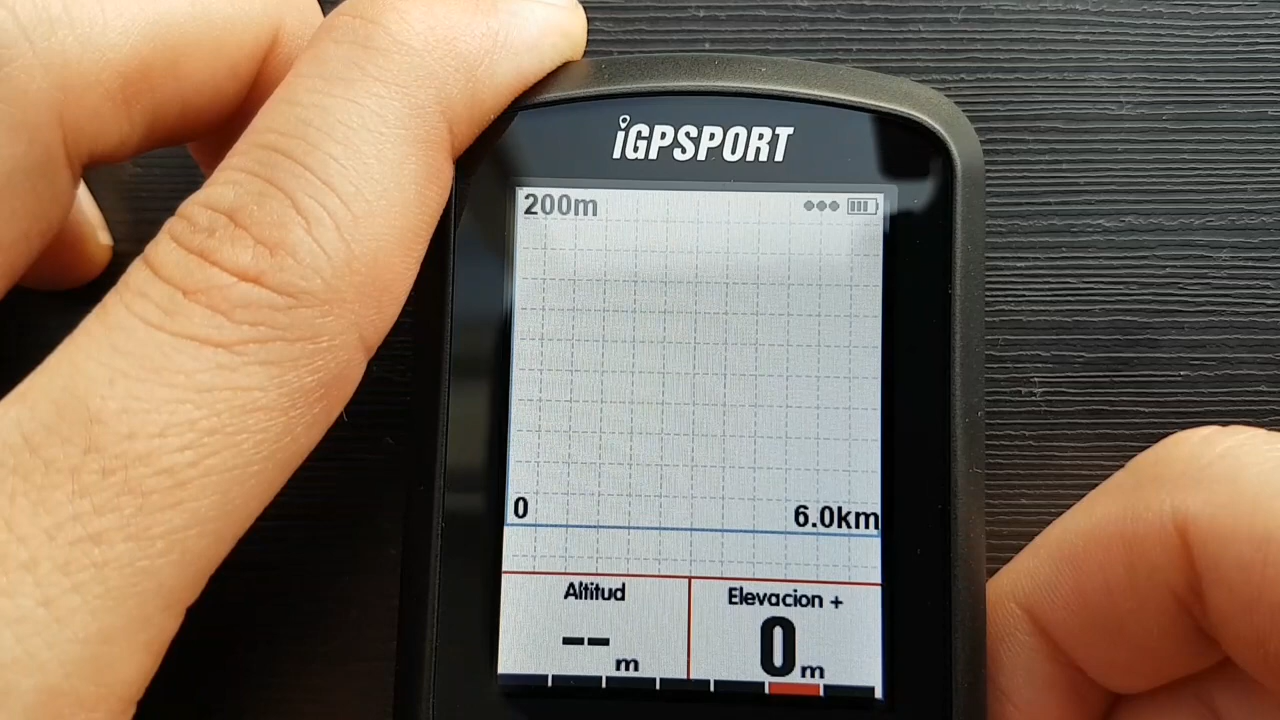 iGPSPORT
200m
0
6.0km
Altitud
Elevacion +
--
m
0
m